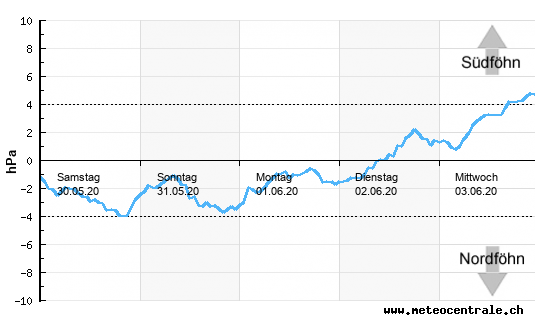 10
8
6
4
2
0
-2
-4
-6
-8
-10
hPa
Südföhn
Samstag
30.05.20
Sonntag
31.05.20
Montag
01.06.20
Dienstag
02.06.20
Mittwoch
03.06.20
Nordföhn
www.meteocentrale.ch